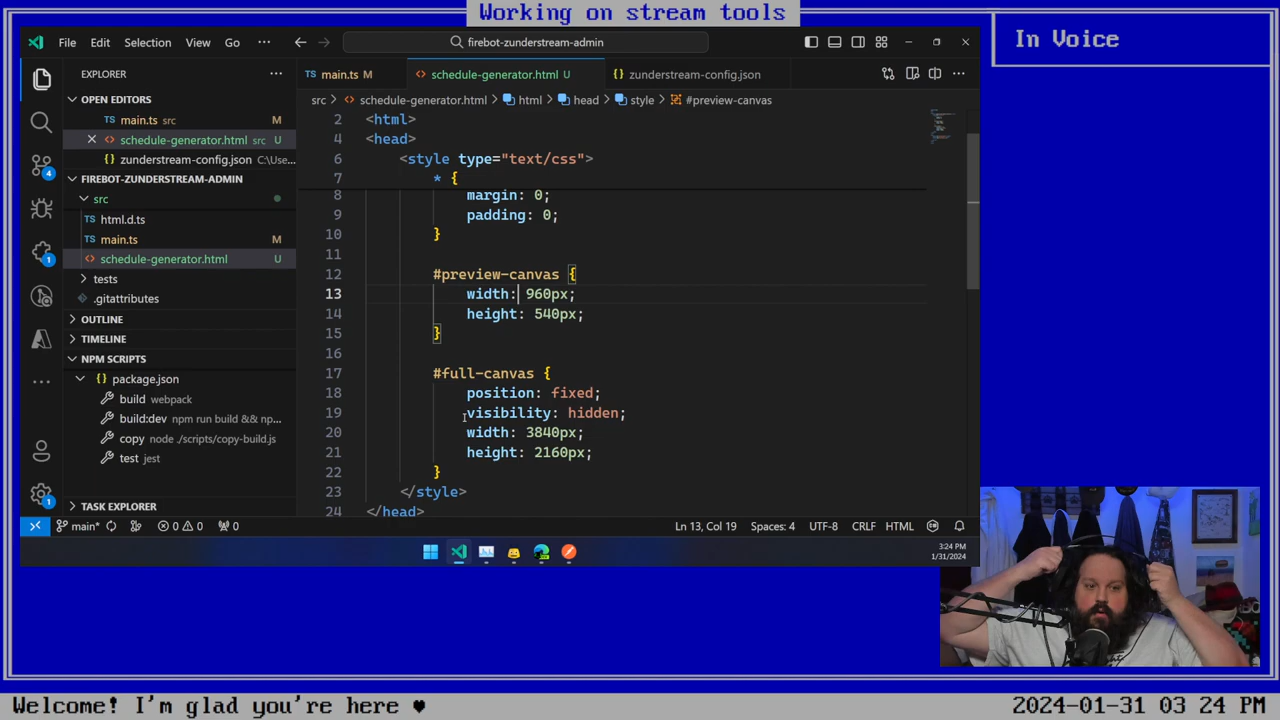 Working on stream tools
In Voice
File Edit Selection View Go ··· firebot-zunderstream-admin
EXPLORER ···
OPEN EDITORS
main.ts src
schedule-generator.html src U
zunderstream-config.json C:\Use...
FIREBOT-ZUNDERSTREAM-ADMIN
src
html.d.ts
main.ts M
schedule-generator.html U
tests
.gitattributes
OUTLINE
TIMELINE
NPM SCRIPTS
package.json
build webpack
build:dev npm run build && np...
copy node ./scripts/copy-build.js
test jest
TASK EXPLORER
4
1
1
main.ts M schedule-generator.html U zunderstream-config.json
src > schedule-generator.html > html > head > style > #preview-canvas
2 <html>
4 <head>
6 <style type="text/css">
7 * {
8 margin: 0;
9 padding: 0;
10 }
11
12 #preview-canvas {
13 width: 960px;
14 height: 540px;
15 }
16
17 #full-canvas {
18 position: fixed;
19 visibility: hidden;
20 width: 3840px;
21 height: 2160px;
22 }
23 </style>
24 </head>
main* 0 0 0 Ln 13, Col 19 Spaces: 4 UTF-8 CRLF HTML
3:24 PM
1/31/2024
Welcome! I'm glad you're here ♥ 2024-01-31 03 24 PM